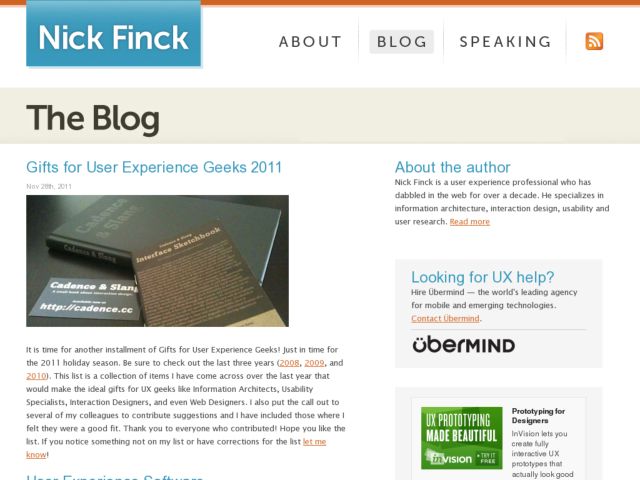 Nick Finck
ABOUT
BLOG
SPEAKING
The Blog
Gifts for User Experience Geeks 2011
Nov 28th, 2011
Cadence
& Slang
Cadence & Slang
Interface Sketchbook
Cadence & Slang
A small book about interaction design.
Available now at
http://cadence.cc
It is time for another installment of Gifts for User Experience Geeks! Just in time for
the 2011 holiday season. Be sure to check out the last three years (2008, 2009, and
2010). This list is a collection of items I have come across over the last year that
would make the ideal gifts for UX geeks like Information Architects, Usability
Specialists, Interaction Designers, and even Web Designers. I also put the call out to
several of my colleagues to contribute suggestions and I have included those where I
felt they were a good fit. Thank you to everyone who contributed! Hope you like the
list. If you notice something not on my list or have corrections for the list let me
know!
User Experience Software
About the author
Nick Finck is a user experience professional who has
dabbled in the web for over a decade. He specializes in
information architecture, interaction design, usability and
user research. Read more
Looking for UX help?
Hire Übermind — the world's leading agency
for mobile and emerging technologies.
Contact Übermind.
übermind
UX PROTOTYPING
MADE BEAUTIFUL
invision
TRY IT
FREE
Prototyping for
Designers
InVision lets you
create fully
interactive UX
prototypes that
actually look good